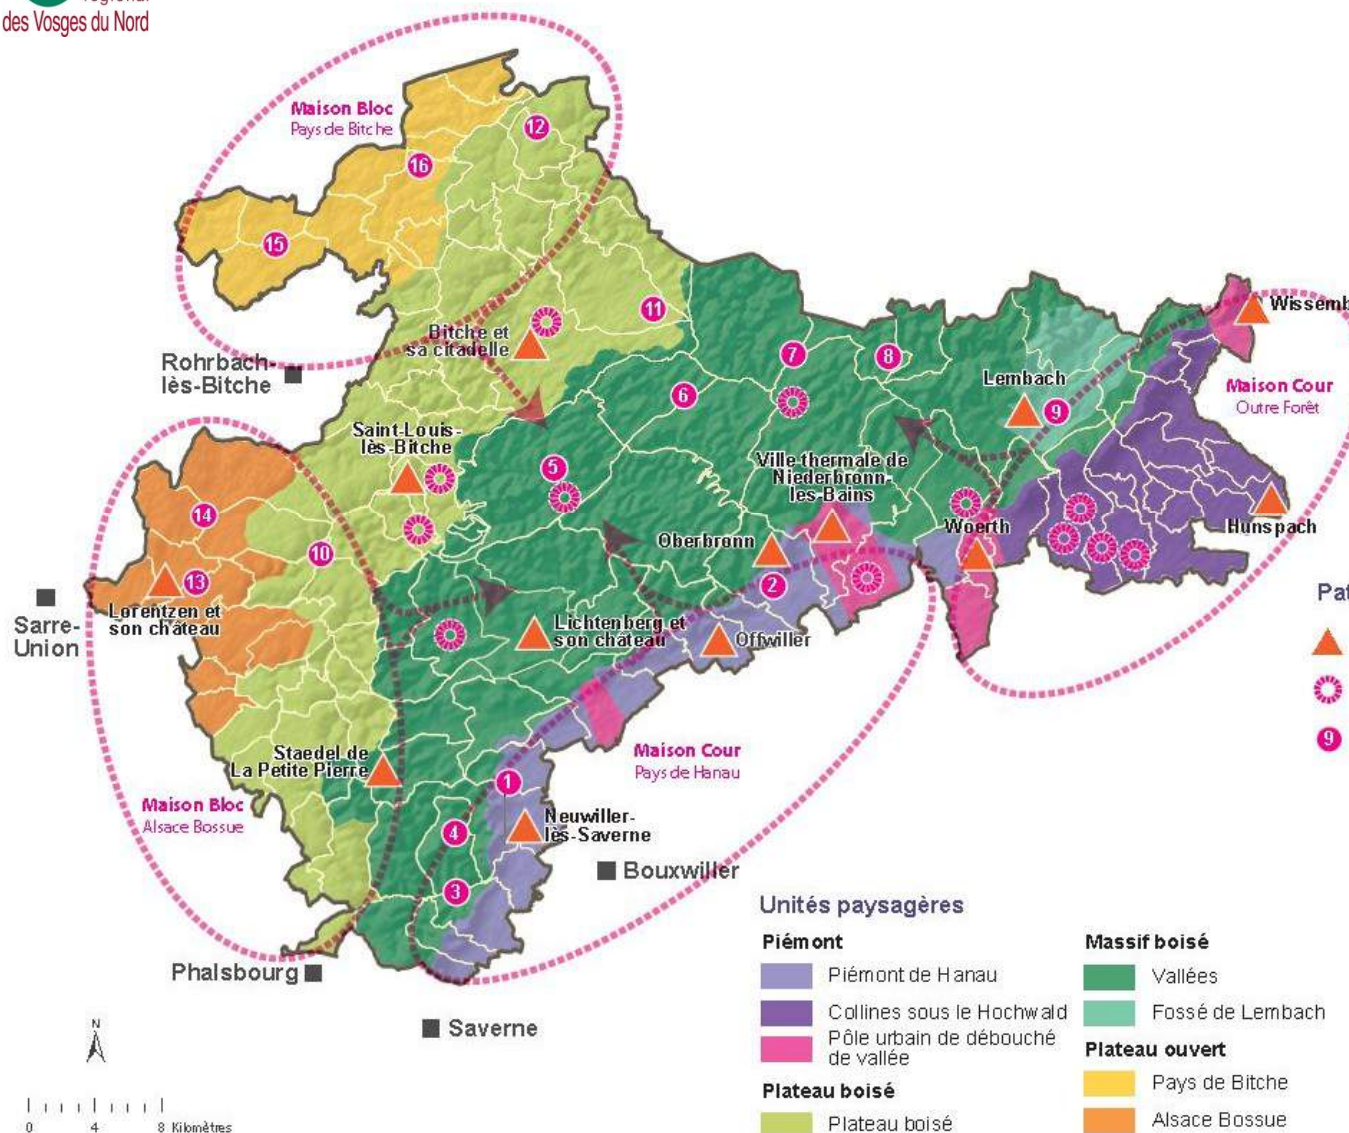 régional
des Vosges du Nord
Maison Bloc
Pays de Bitche
12
16
15
11
Bitche et
sa citadelle
Rohrbach-
lès-Bitche
7
8
6
Wissemb
Maison Cour
Outre Forêt
Lembach
9
Saint-Louis-
lès-Bitche
5
Ville thermale de
Niederbronn-
les-Bains
14
10
Oberbronn
Woerth
Hunspach
13
2
Lorentzen et
son château
Sarre-
Union
Lichtenberg et
son château
Offwiller
Pat
9
Staedel de
La Petite Pierre
Maison Cour
Pays de Hanau
1
Maison Bloc
Alsace Bossue
4
Neuwiller-
lès-Saverne
3
Bouxwiller
Phalsbourg
Saverne
N
0 4 8 Kilomètres
Unités paysagères
Piémont
Piémont de Hanau
Collines sous le Hochwald
Pôle urbain de débouché
de vallée
Plateau boisé
Plateau boisé
Massif boisé
Vallées
Fossé de Lembach
Plateau ouvert
Pays de Bitche
Alsace Bossue